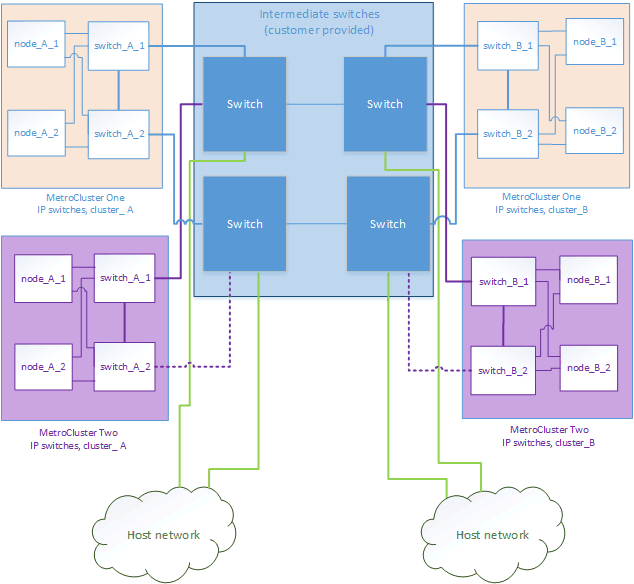 Intermediate switches
(customer provided)
node_A_1
switch_A_1
node_A_2
switch_A_2
MetroCluster One
IP switches, cluster_ A
Switch
Switch
Switch
Switch
switch_B_1
node_B_1
switch_B_2
node_B_2
MetroCluster One
IP switches, cluster_B
node_A_1
switch_A_1
node_A_2
switch_A_2
MetroCluster Two
IP switches, cluster_ A
switch_B_1
node_B_1
switch_B_2
node_B_2
MetroCluster Two
IP switches, cluster_B
Host network
Host network